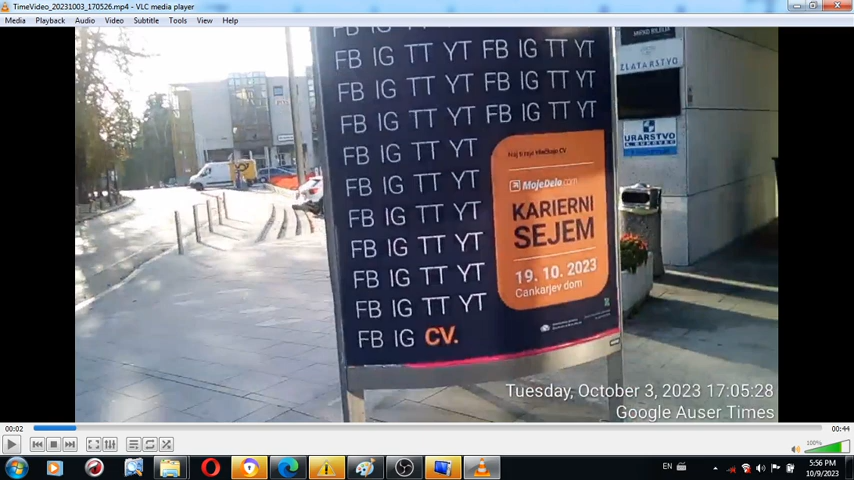 TimeVideo_20231003_170526.mp4 - VLC media player
Media Playback Audio Video Subtitle Tools View Help
FB IG TT YT
FB IG TT YT FB IG TT YT
FB IG TT YT FB IG TT YT
FB IG TT YT FB IG TT YT
FB IG TT YT
FB IG TT YT
FB IG TT YT
FB IG TT YT
FB IG TT YT
FB IG TT YT
FB IG CV.
CV
MojeDelo.com
KARIERNI
SEJEM
19. 10. 2023
Cankarjev dom
ZLATARSTVO
URARSTVO
Tuesday, October 3, 2023 17:05:28
Google Auser Times
00:02
00:44
100%
EN
5:56 PM
10/9/2023